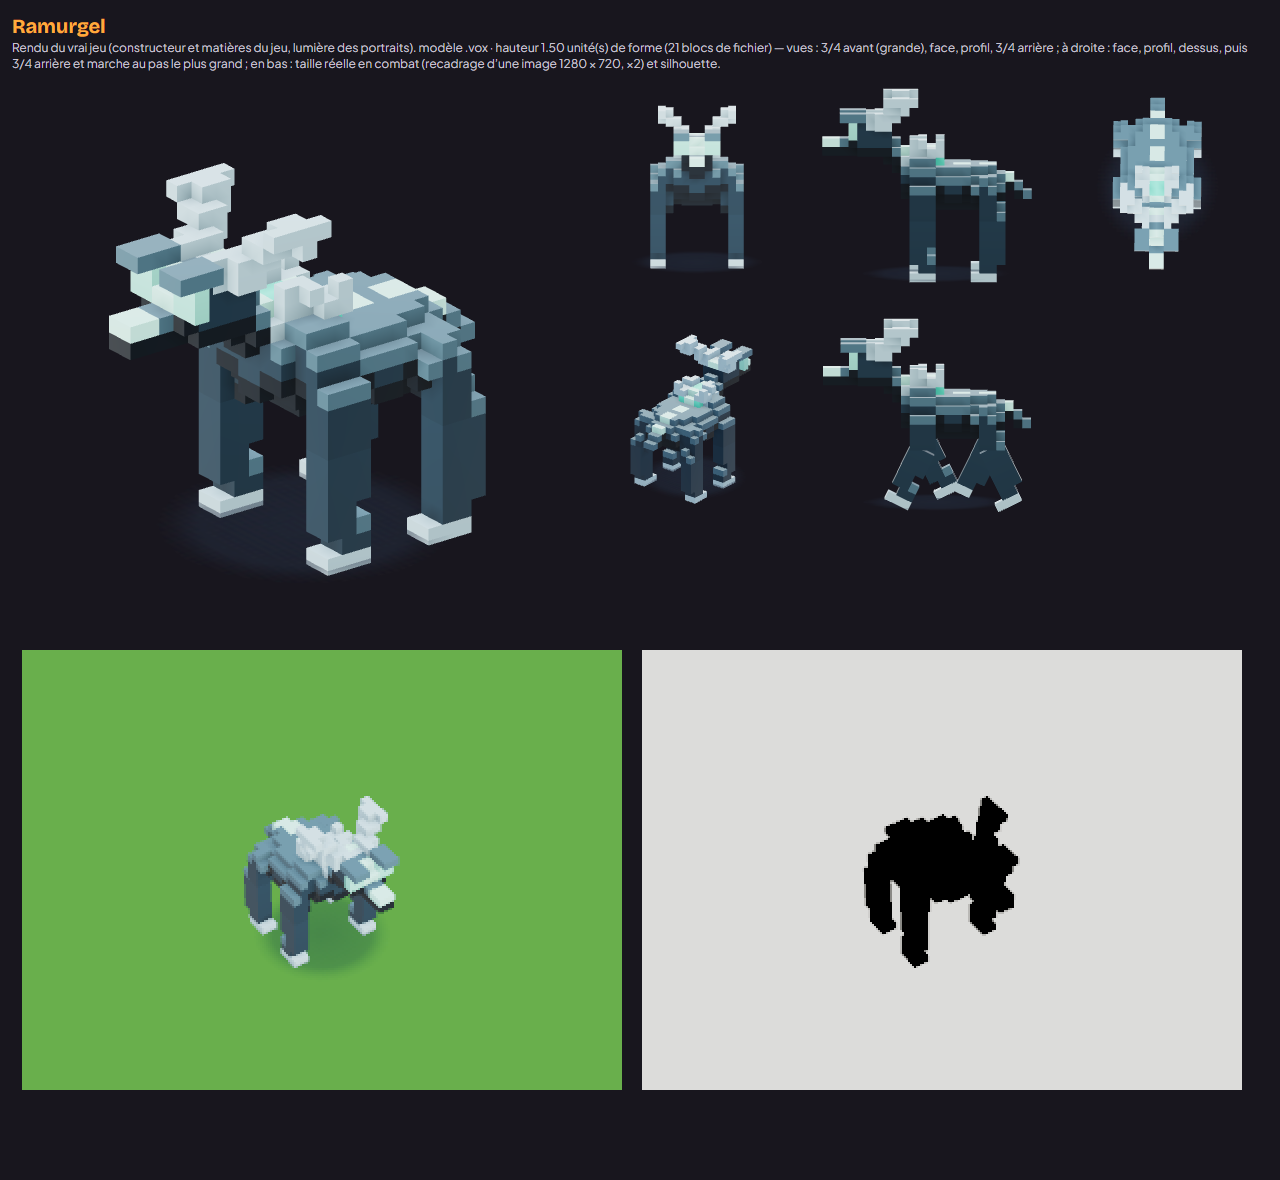 Ramurgel
Rendu du vrai jeu (constructeur et matières du jeu, lumière des portraits). modèle .vox · hauteur 1.50 unité(s) de forme (21 blocs de fichier) — vues : 3/4 avant (grande), face, profil, 3/4 arrière ; à droite : face, profil, dessus, puis
3/4 arrière et marche au pas le plus grand ; en bas : taille réelle en combat (recadrage d'une image 1280 × 720, ×2) et silhouette.